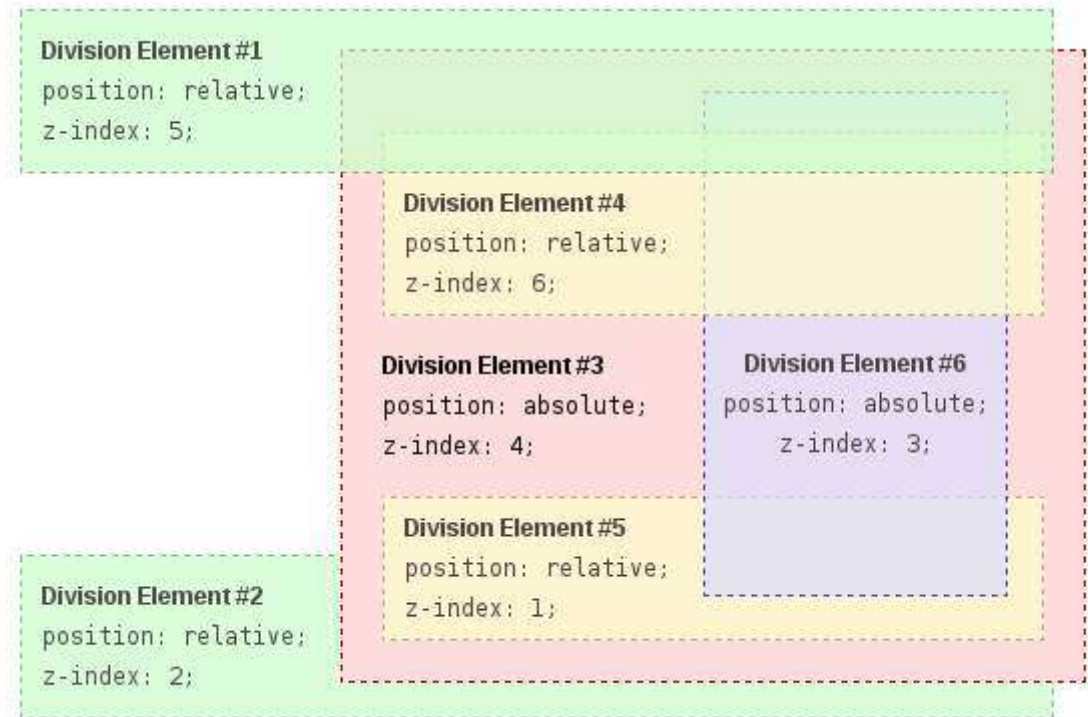 Division Element #1
position: relative;
z-index: 5;
Division Element #4
position: relative;
z-index: 6;
Division Element #3
position: absolute;
z-index: 4;
Division Element #6
position: absolute;
z-index: 3;
Division Element #5
position: relative;
z-index: 1;
Division Element #2
position: relative;
z-index: 2;